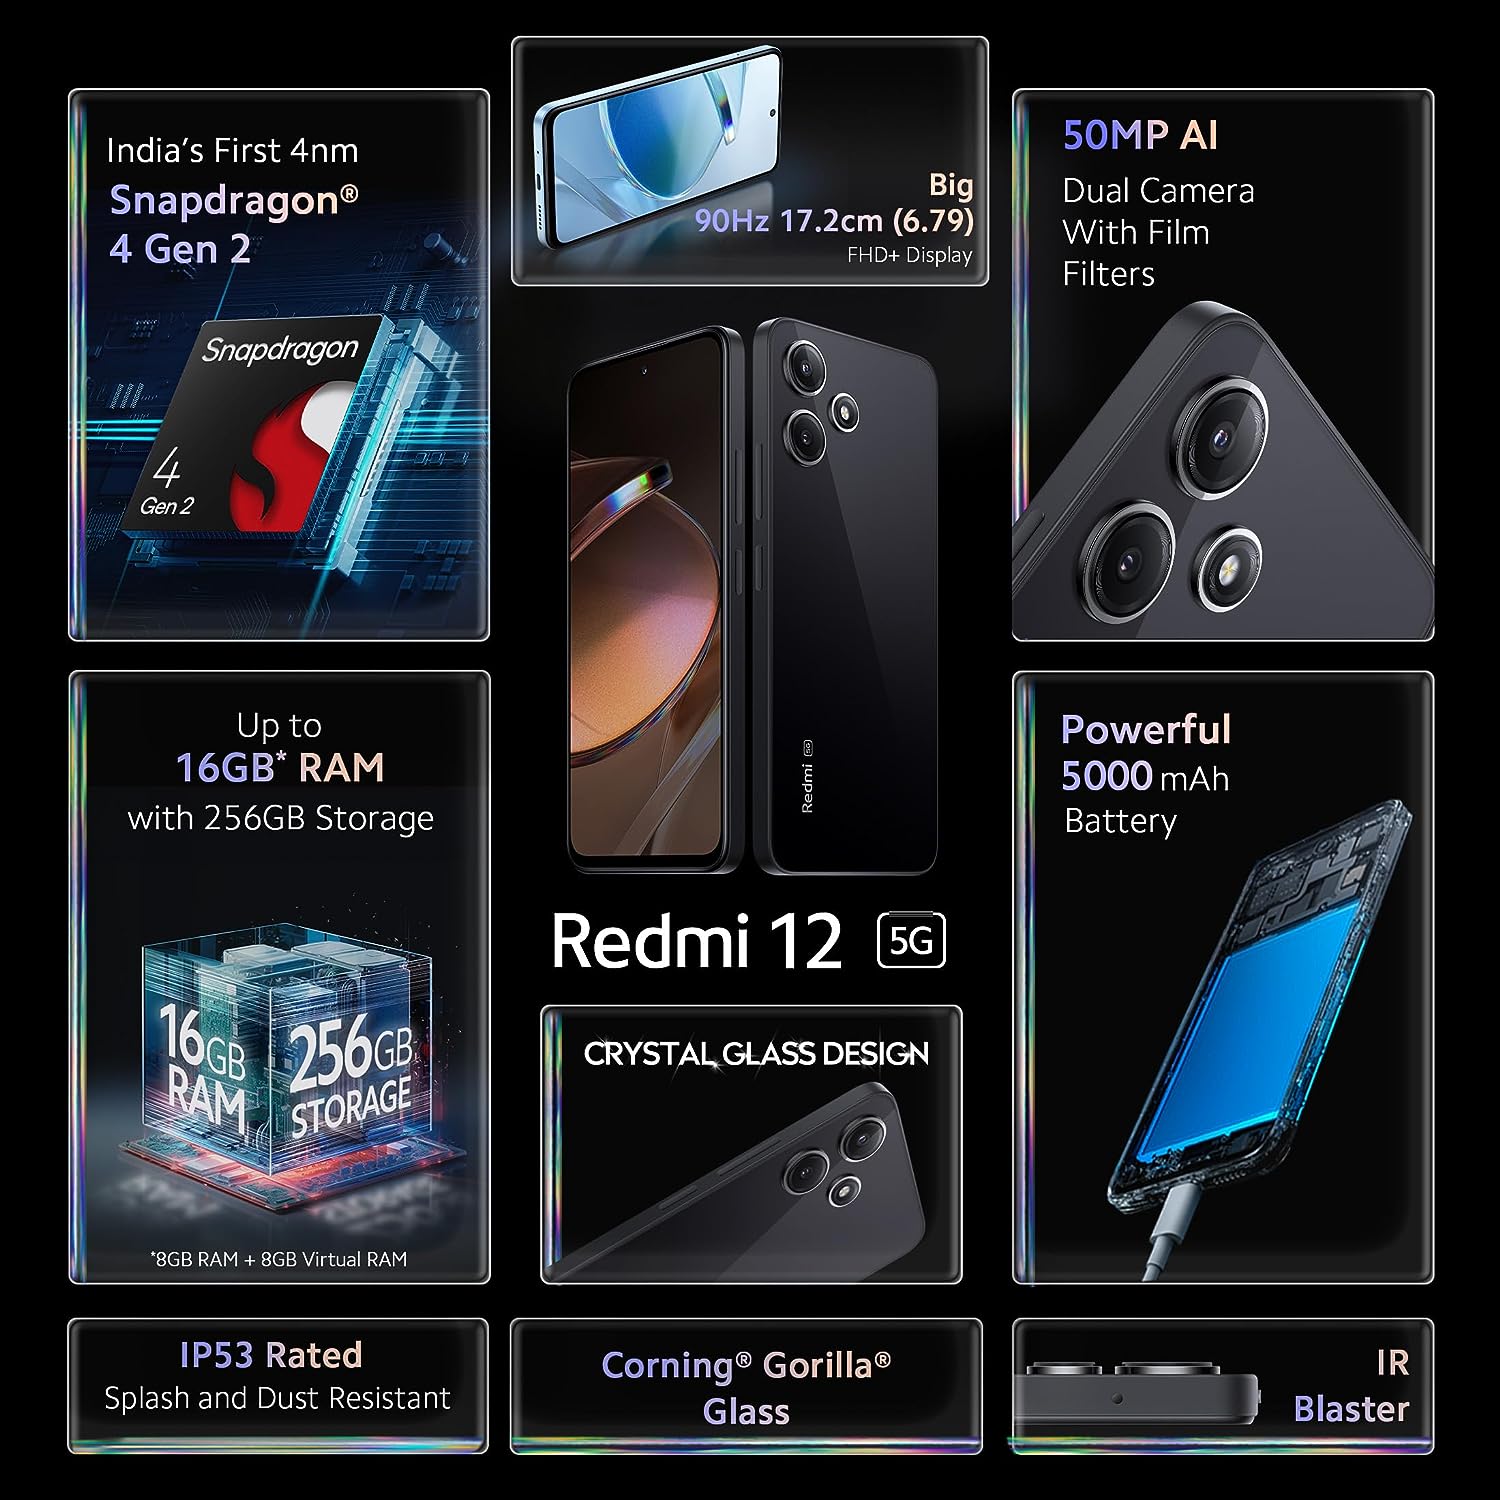 India's First 4nm
Snapdragon®
4 Gen 2
Snapdragon
4
Gen 2
Big
90Hz 17.2cm (6.79)
FHD+ Display
50MP AI
Dual Camera
With Film
Filters
Redmi 5G
Up to
16GB* RAM
with 256GB Storage
16GB
RAM
256GB
STORAGE
*8GB RAM + 8GB Virtual RAM
Redmi 12 5G
CRYSTAL GLASS DESIGN
Powerful
5000 mAh
Battery
IP53 Rated
Splash and Dust Resistant
Corning® Gorilla®
Glass
IR
Blaster